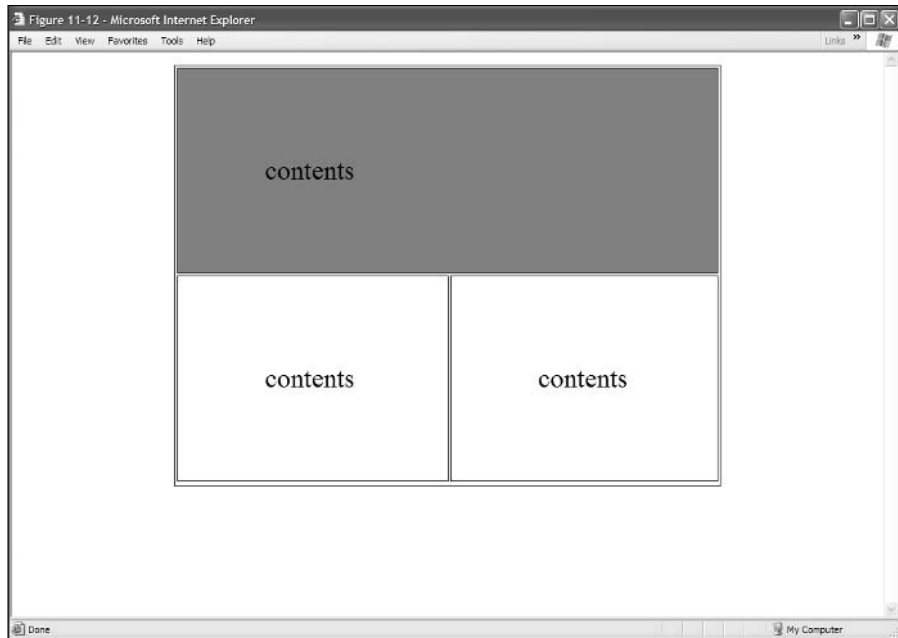 Figure 11-12 - Microsoft Internet Explorer
File Edit View Favorites Tools Help
Links »
contents
contents contents
Done
My Computer